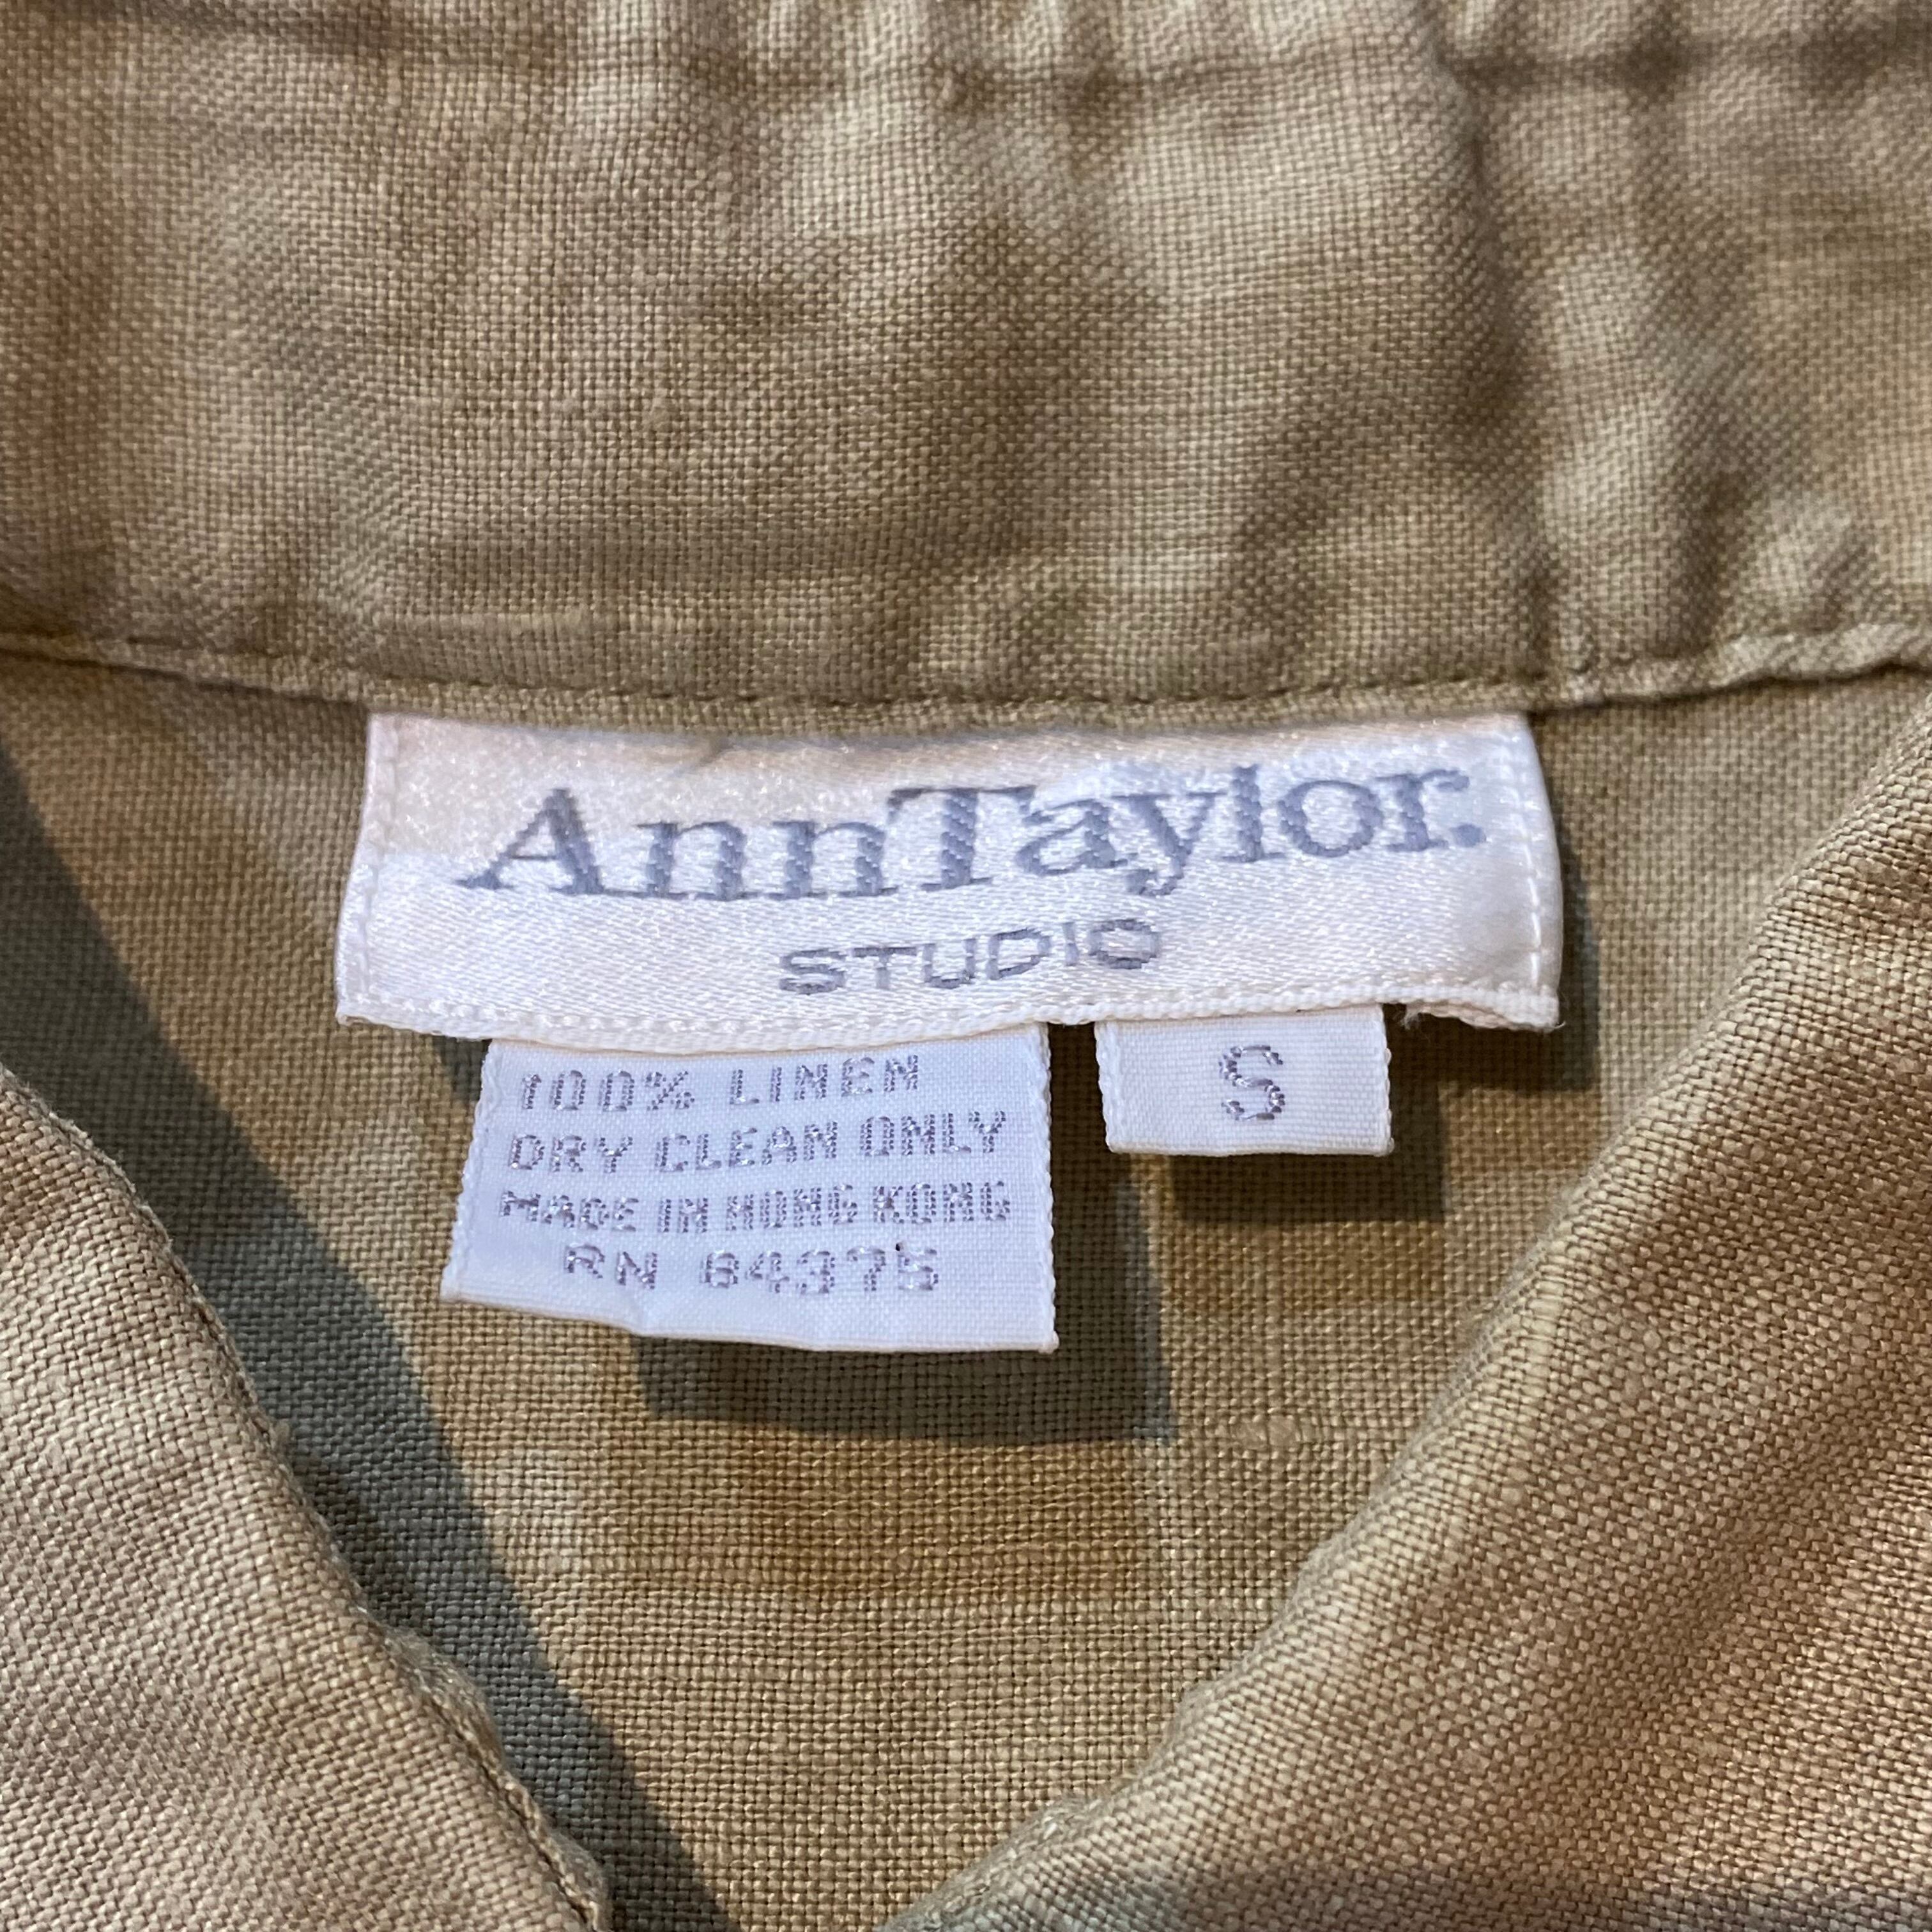 AnnTaylor.
STUDIO
S
100% LINEN
DRY CLEAN ONLY
MADE IN HONG KONG
RN 64375